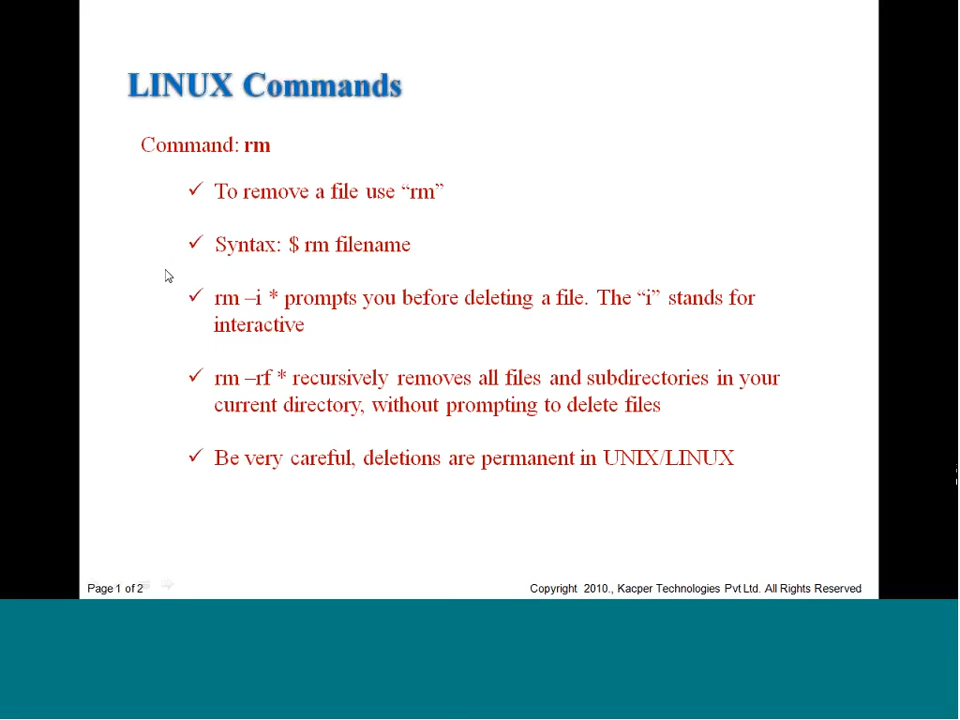 LINUX Commands
Command: rm
✓ To remove a file use “rm”
✓ Syntax: $ rm filename
✓ rm –i * prompts you before deleting a file. The “i” stands for
interactive
✓ rm –rf * recursively removes all files and subdirectories in your
current directory, without prompting to delete files
✓ Be very careful, deletions are permanent in UNIX/LINUX
Page 1 of 2
Copyright 2010., Kacper Technologies Pvt Ltd. All Rights Reserved